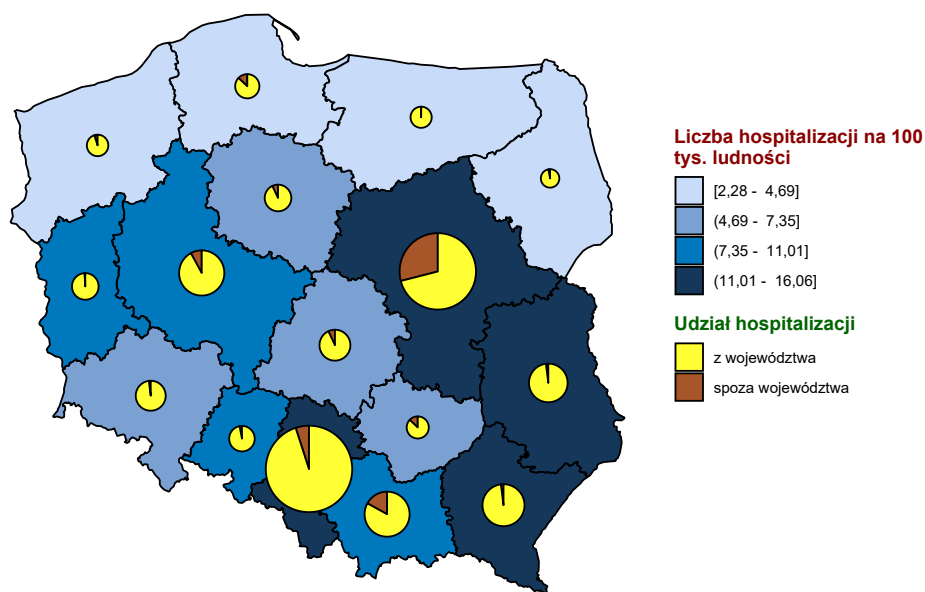 Liczba hospitalizacji na 100
tys. ludności
[2,28 - 4,69]
(4,69 - 7,35]
(7,35 - 11,01]
(11,01 - 16,06]
Udział hospitalizacji
z województwa
spoza województwa